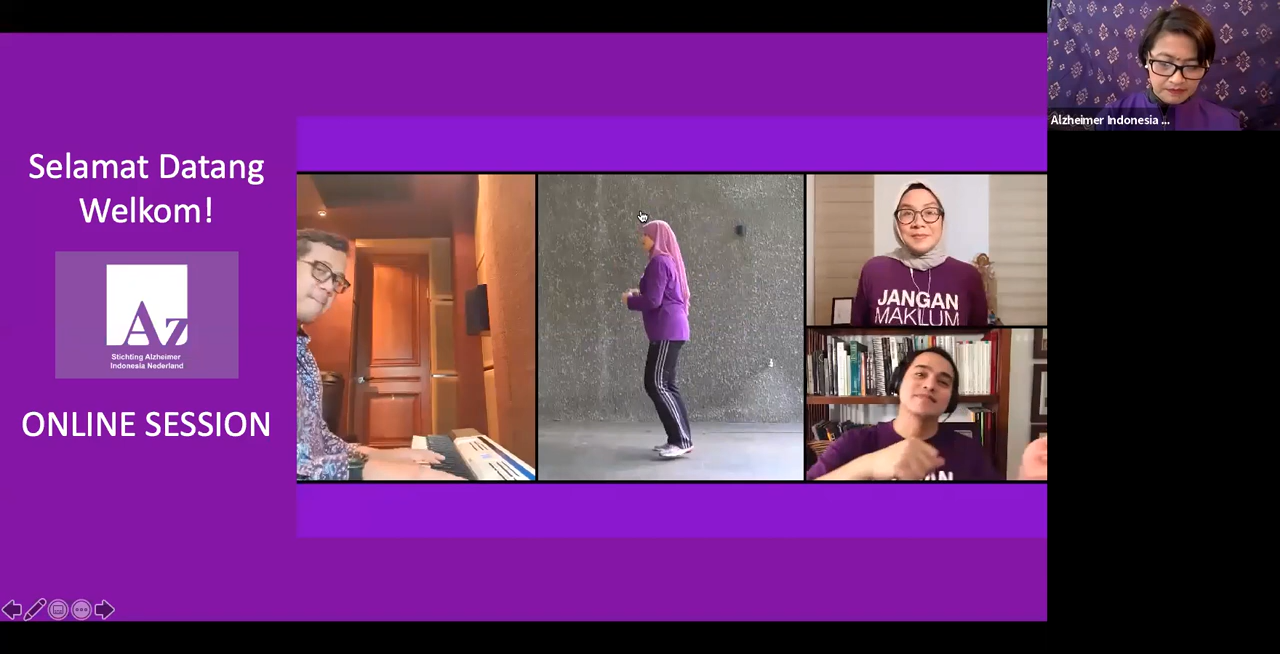 Selamat Datang
Welkom!
Az
Stichting Alzheimer
Indonesia Nederland
ONLINE SESSION
JANGAN
MAKLUM
Alzheimer Indonesia ...